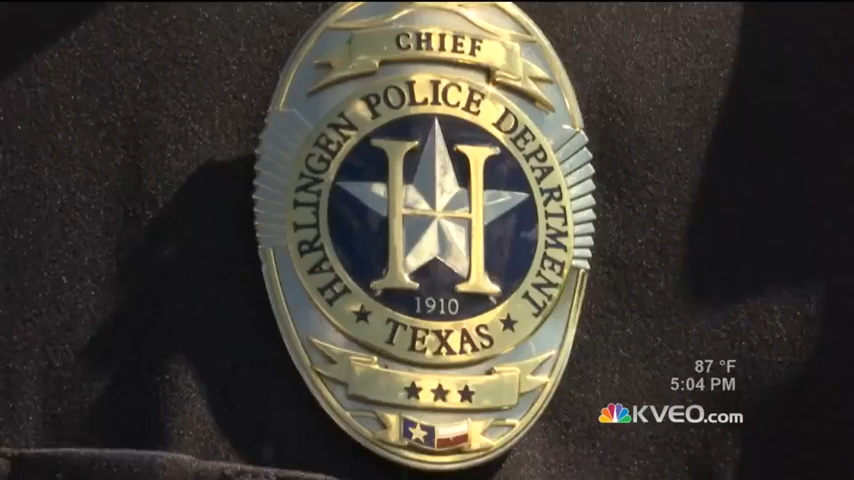 CHIEF
HARLINGEN POLICE DEPARTMENT
H
1910
TEXAS
87 °F
5:04 PM
KVEO.com